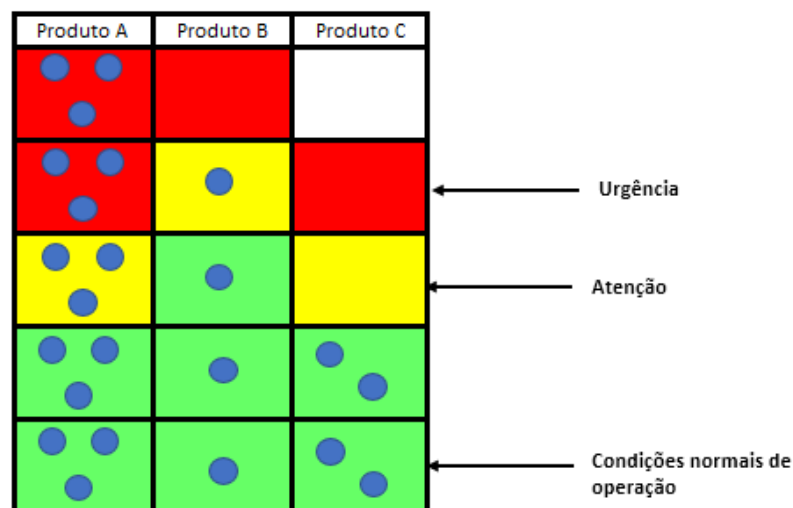 Produto A
Produto B
Produto C
Urgência
Atenção
Condições normais de
operação